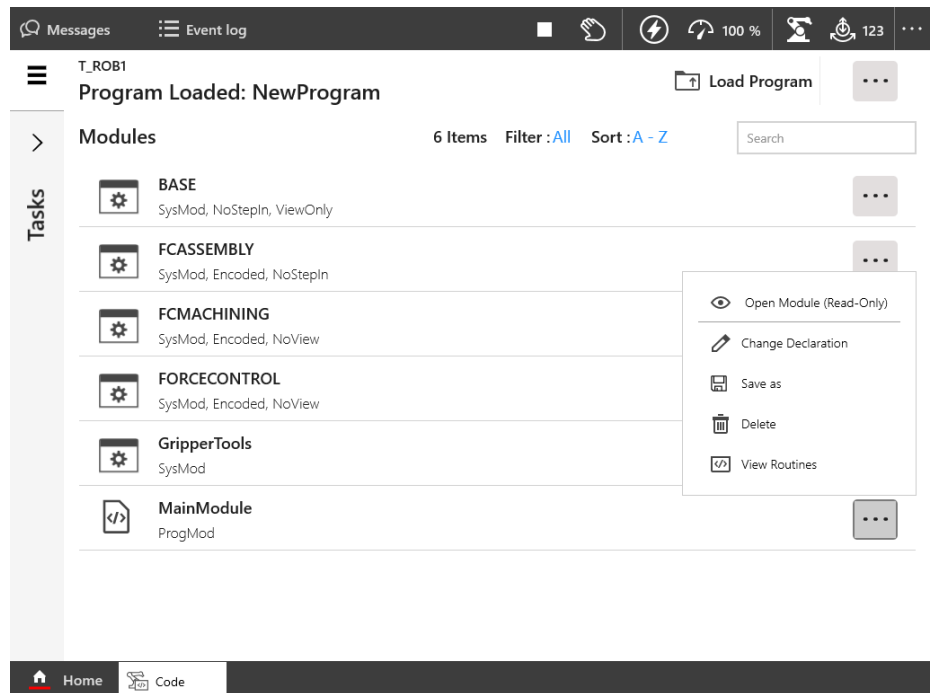 Messages Event log 100 % 123
T_ROB1
Program Loaded: NewProgram Load Program
Modules 6 Items Filter : All Sort : A - Z Search
Tasks
BASE
SysMod, NoStepIn, ViewOnly
FCASSEMBLY
SysMod, Encoded, NoStepIn
FCMACHINING
SysMod, Encoded, NoView
FORCECONTROL
SysMod, Encoded, NoView
GripperTools
SysMod
MainModule
ProgMod
Open Module (Read-Only)
Change Declaration
Save as
Delete
View Routines
Home Code